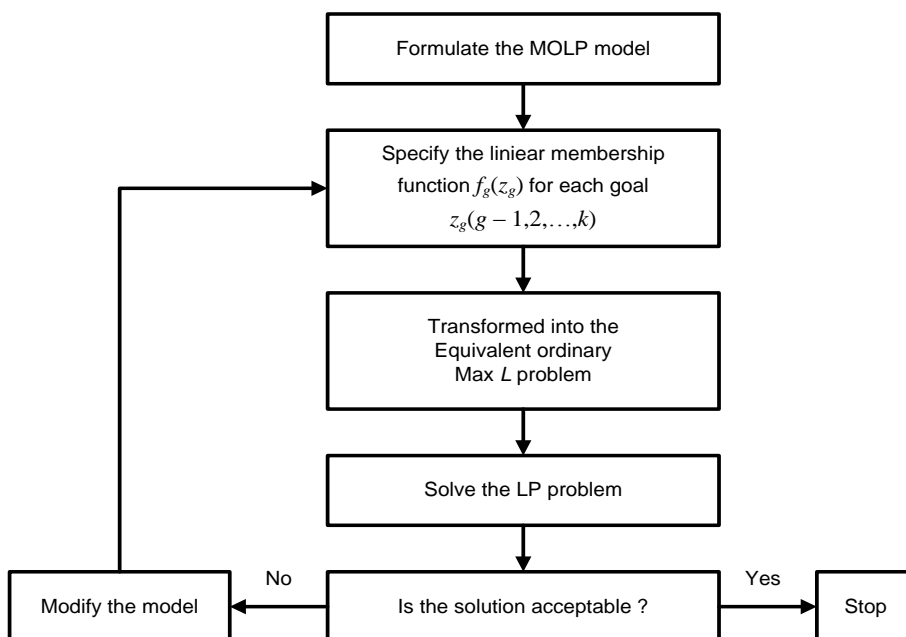 Formulate the MOLP model
Specify the liniear membership
function f_g(z_g) for each goal
z_g(g – 1,2,…,k)
Transformed into the
Equivalent ordinary
Max L problem
Solve the LP problem
No
Yes
Modify the model
Is the solution acceptable ?
Stop